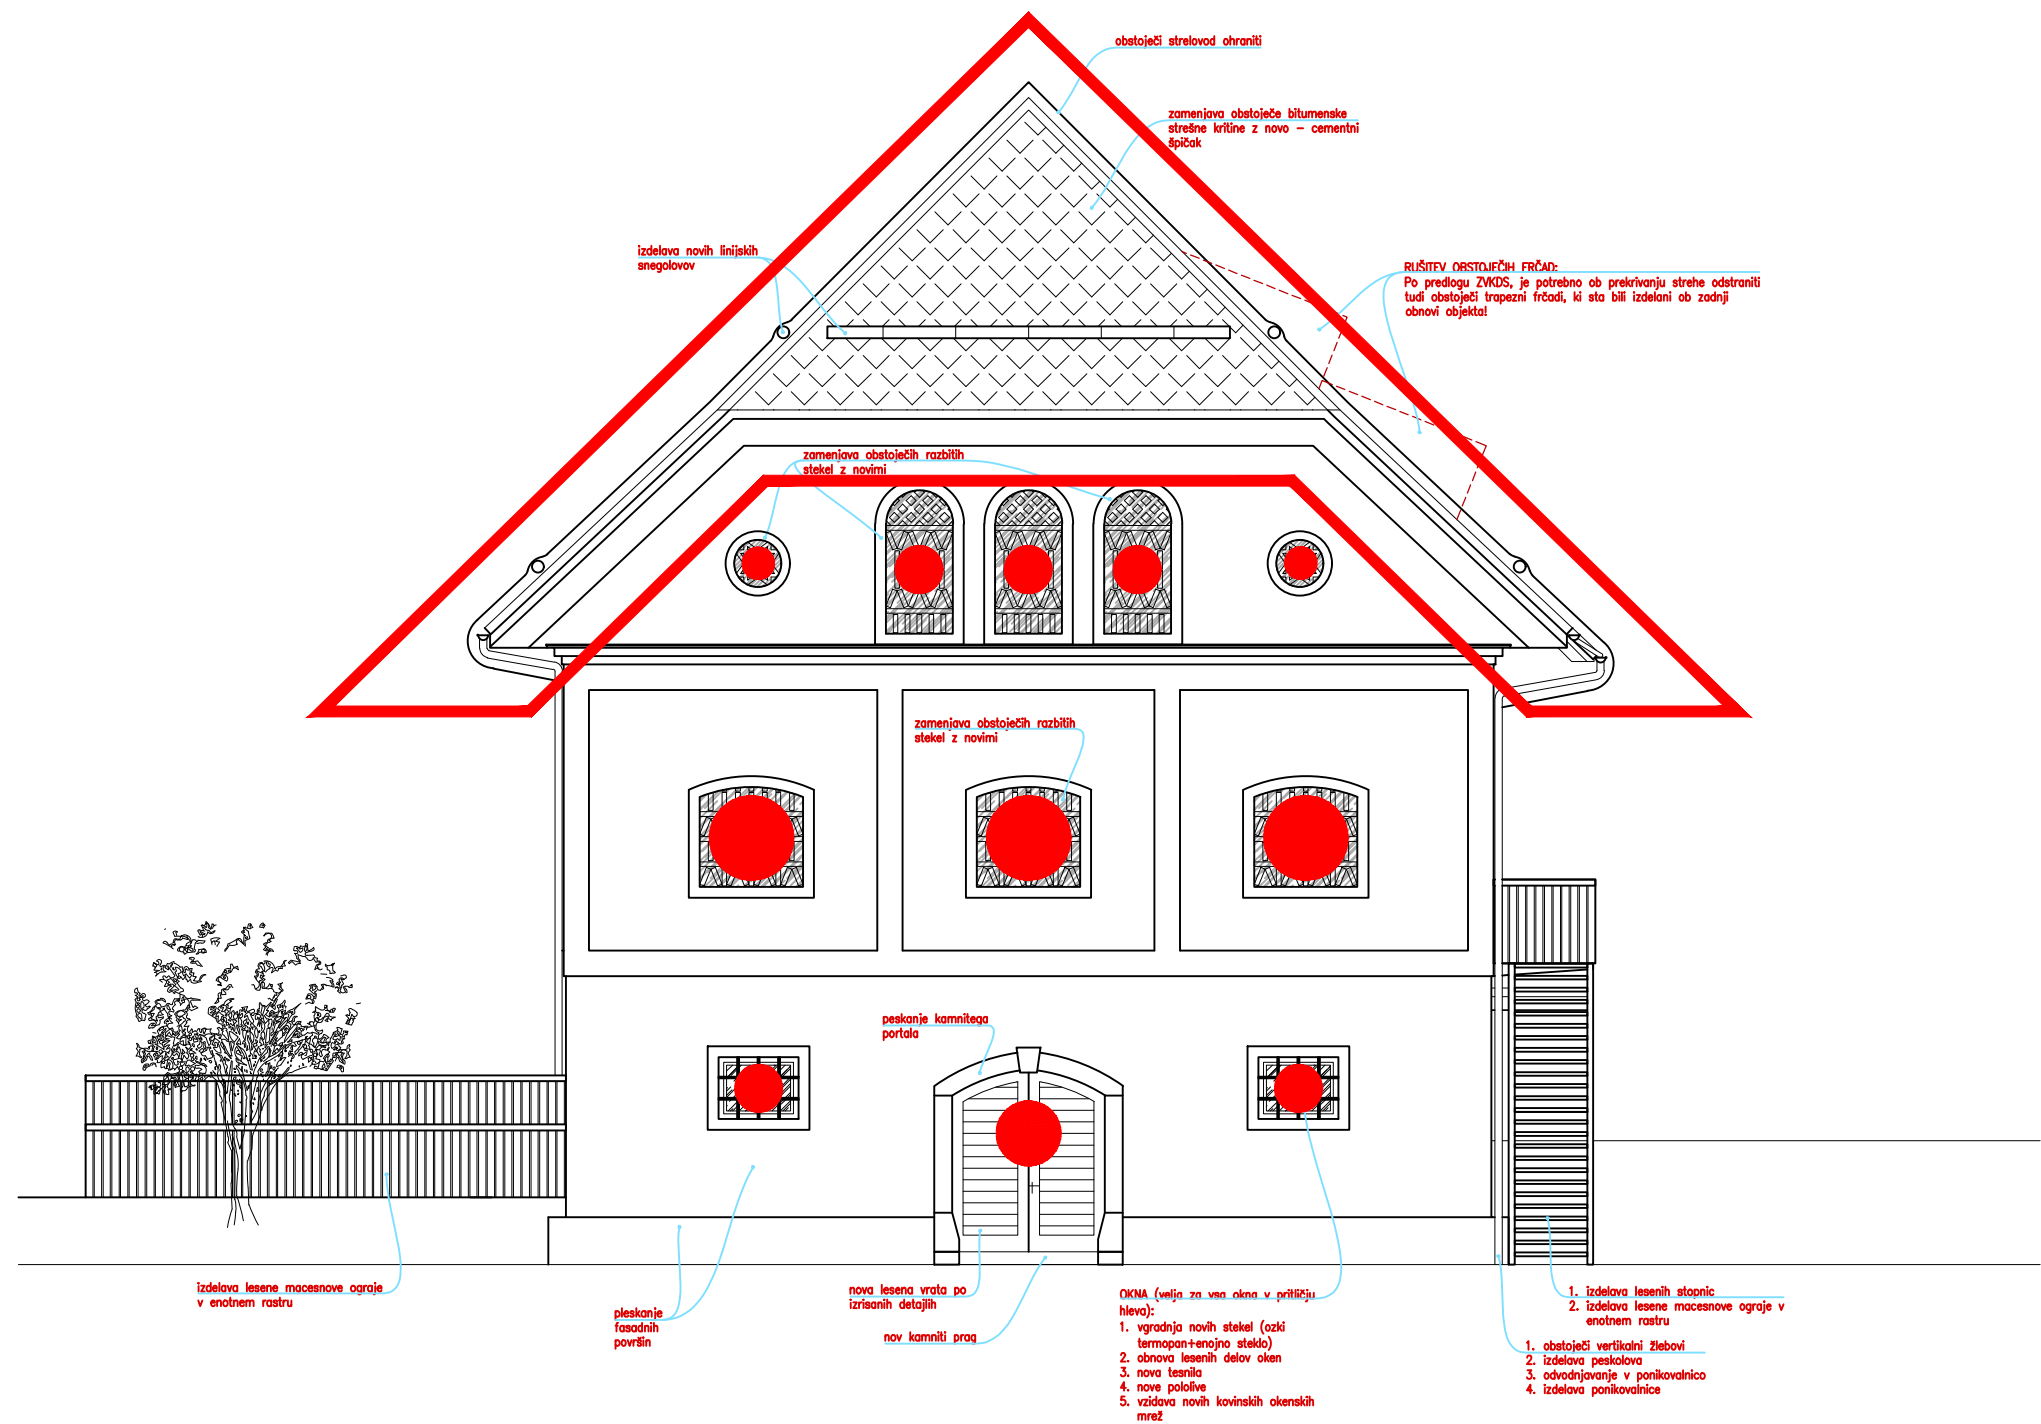 obstoječi strelovod ohraniti
zamenjava obstoječe bitumenske
strešne kritine z novo – cementni
špičak
izdelava novih linijskih
snegolovov
RUŠITEV OBSTOJEČIH FRČAD:
Po predlogu ZVKDS, je potrebno ob prekrivanju strehe odstraniti
tudi obstoječi trapezni frčadi, ki sta bili izdelani ob zadnji
obnovi objekta!
zamenjava obstoječih razbitih
stekel z novimi
zamenjava obstoječih razbitih
stekel z novimi
peskanje kamnitega
portala
izdelava lesene macesnove ograje
v enotnem rastru
pleskanje
fasadnih
površin
nova lesena vrata po
izrisanih detajlih
nov kamniti prag
OKNA (velja za vsa okna v pritličju
hleva):
1. vgradnja novih stekel (ozki
termopan+enojno steklo)
2. obnova lesenih delov oken
3. nova tesnila
4. nove pololive
5. vzidava novih kovinskih okenskih
mrež
1. izdelava lesenih stopnic
2. izdelava lesene macesnove ograje v
enotnem rastru
1. obstoječi vertikalni žlebovi
2. izdelava peskolova
3. odvodnjavanje v ponikovalnico
4. izdelava ponikovalnice